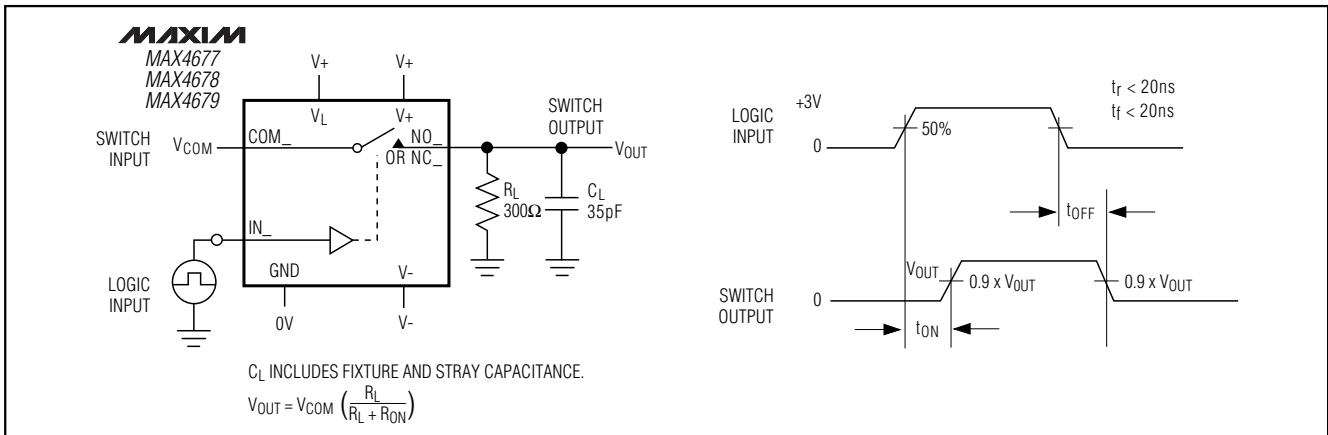 MAXIM
MAX4677
MAX4678
MAX4679
V+ V+
VL V+
SWITCH
INPUT
VCOM
COM_
NO_
OR NC_
SWITCH
OUTPUT
VOUT
RL
300Ω
CL
35pF
IN_
LOGIC
INPUT
GND V-
0V V-
CL INCLUDES FIXTURE AND STRAY CAPACITANCE.
VOUT = VCOM (RL / RL + RON)
LOGIC
INPUT
+3V
0
50%
tr < 20ns
tf < 20ns
tOFF
SWITCH
OUTPUT
VOUT
0
0.9 x VOUT
0.9 x VOUT
tON